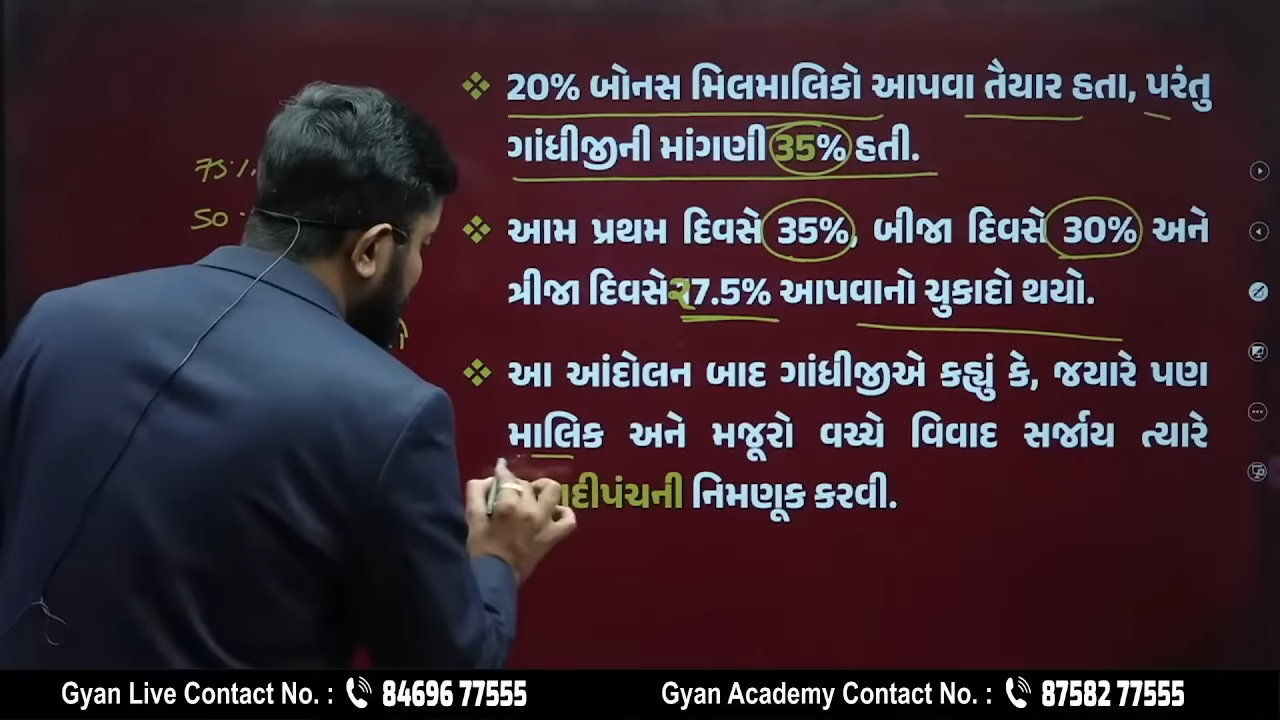 20% બોનસ મિલમાલિકો આપવા તૈયાર હતા, પરંતુ
ગાંધીજીની માંગણી 35% હતી.
આમ પ્રથમ દિવસે 35%, બીજા દિવસે 30% અને
ત્રીજા દિવસે ર7.5% આપવાનો ચુકાદો થયો.
આ આંદોલન બાદ ગાંધીજીએ કહ્યું કે, જયારે પણ
માલિક અને મજૂરો વચ્ચે વિવાદ સર્જાય ત્યારે
નિમણૂક કરવી.
75%
50
Gyan Live Contact No. : 84696 77555
Gyan Academy Contact No. : 87582 77555